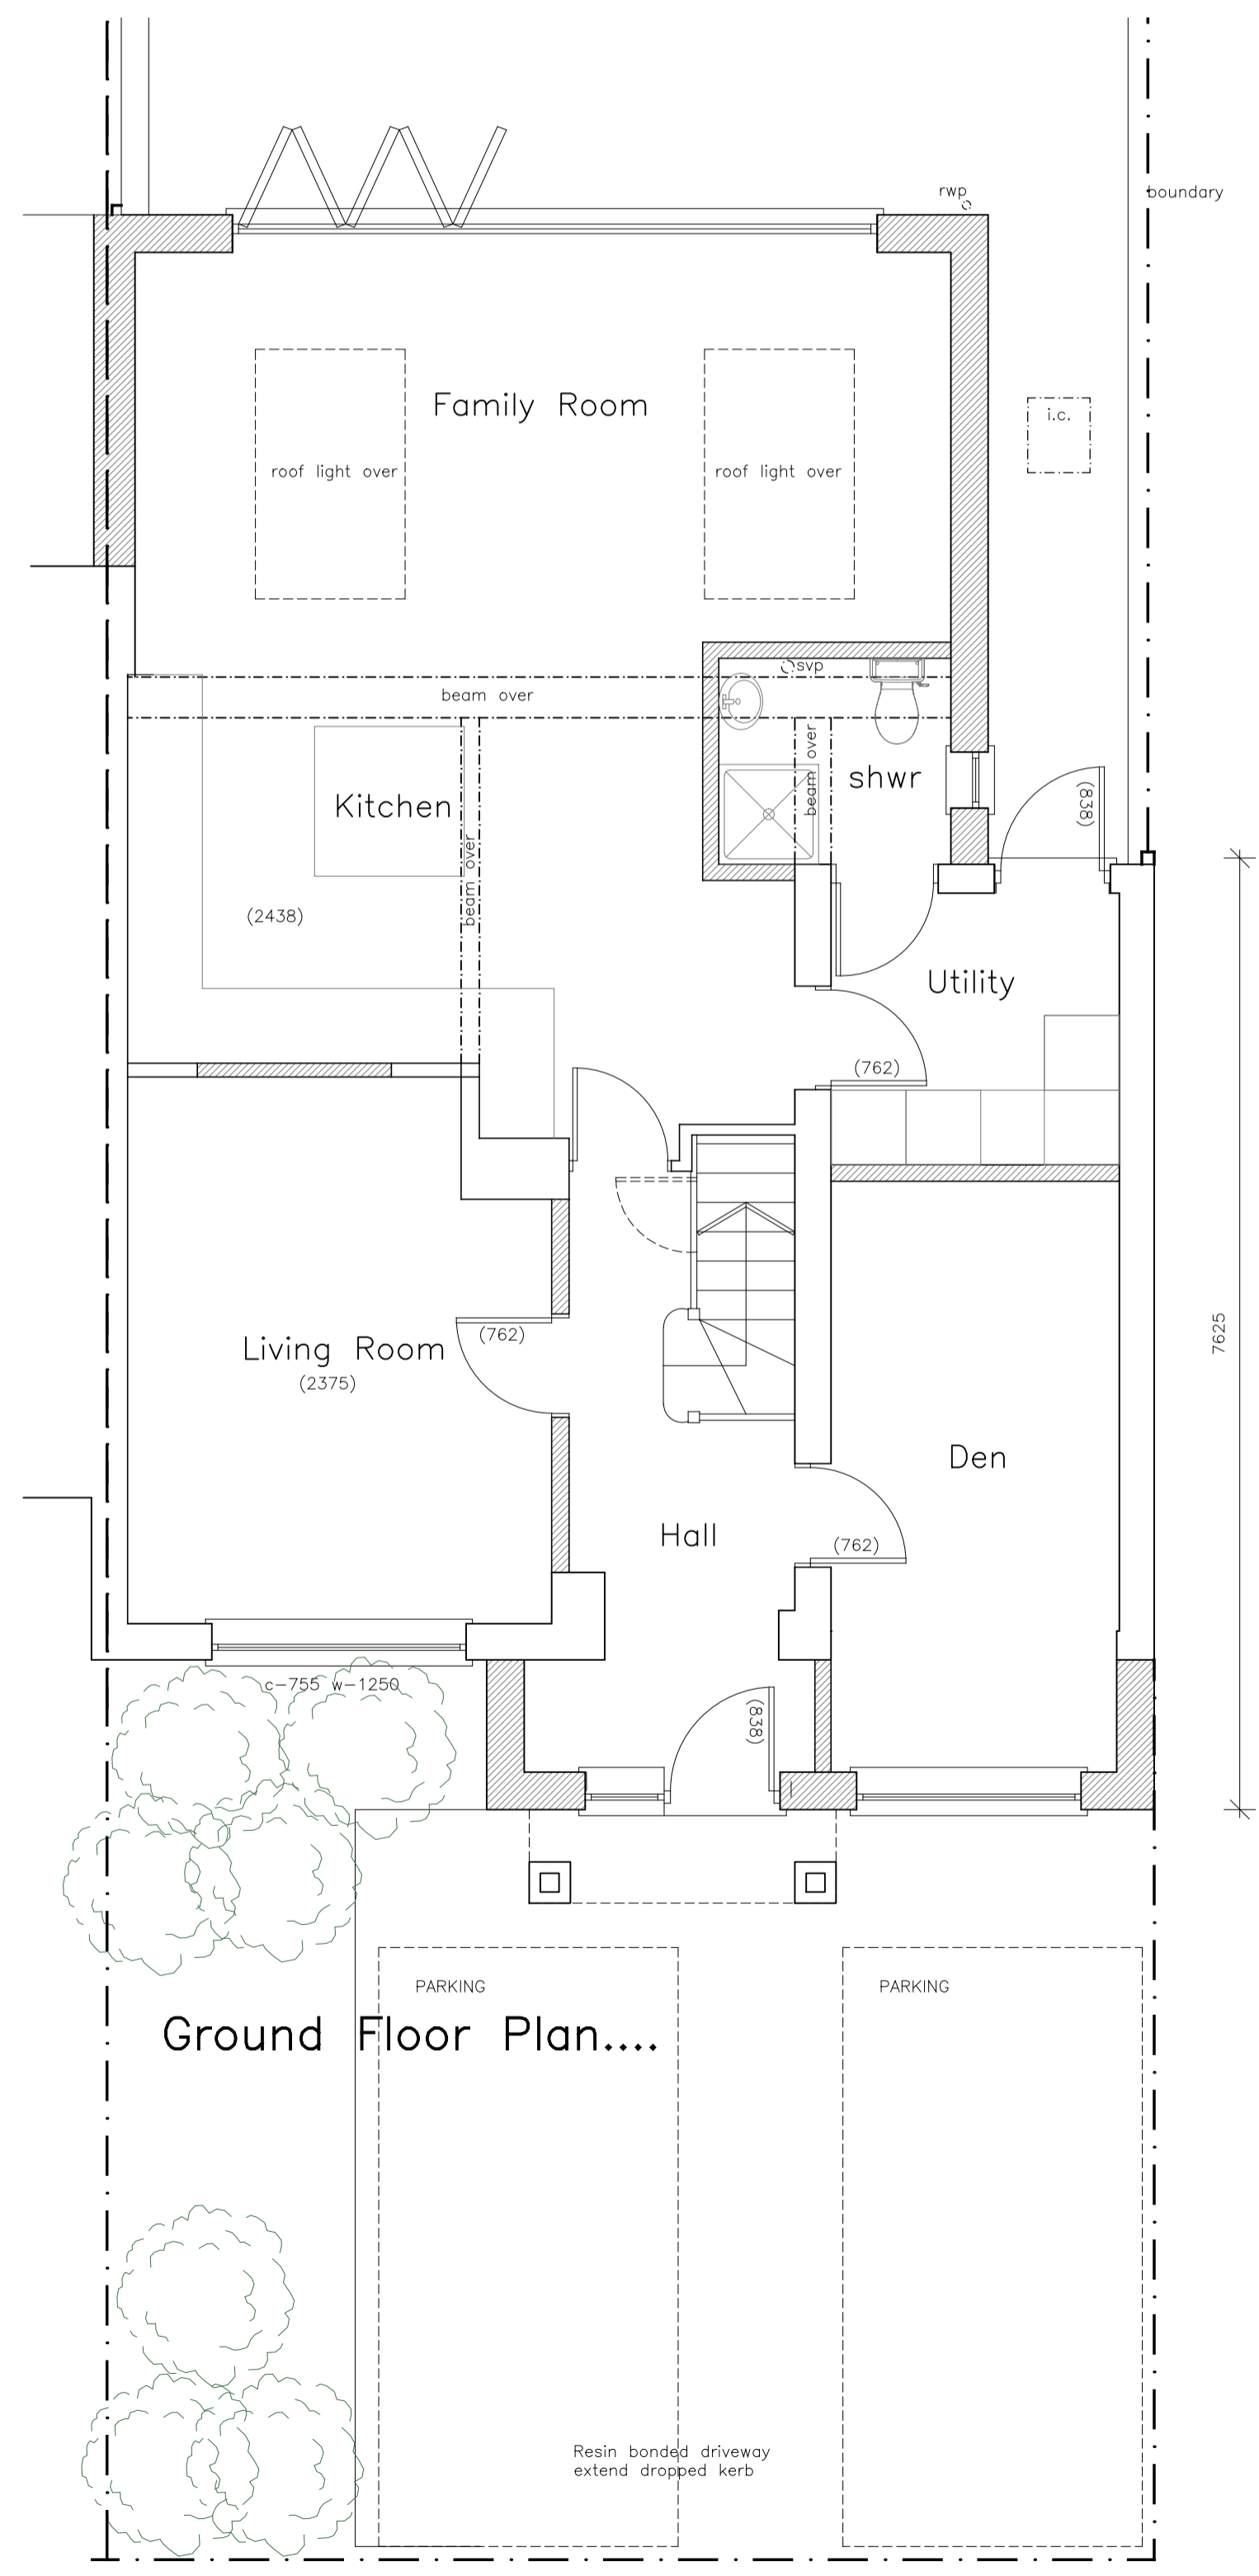 rwp
boundary
Family Room
i.c.
roof light over
roof light over
svp
beam over
beam over
shwr
(838)
Kitchen
beam over
(2438)
Utility
(762)
7625
(762)
Living Room
(2375)
Den
Hall
(762)
c-755 w-1250
(838)
PARKING
PARKING
Ground Floor Plan....
Resin bonded driveway
extend dropped kerb